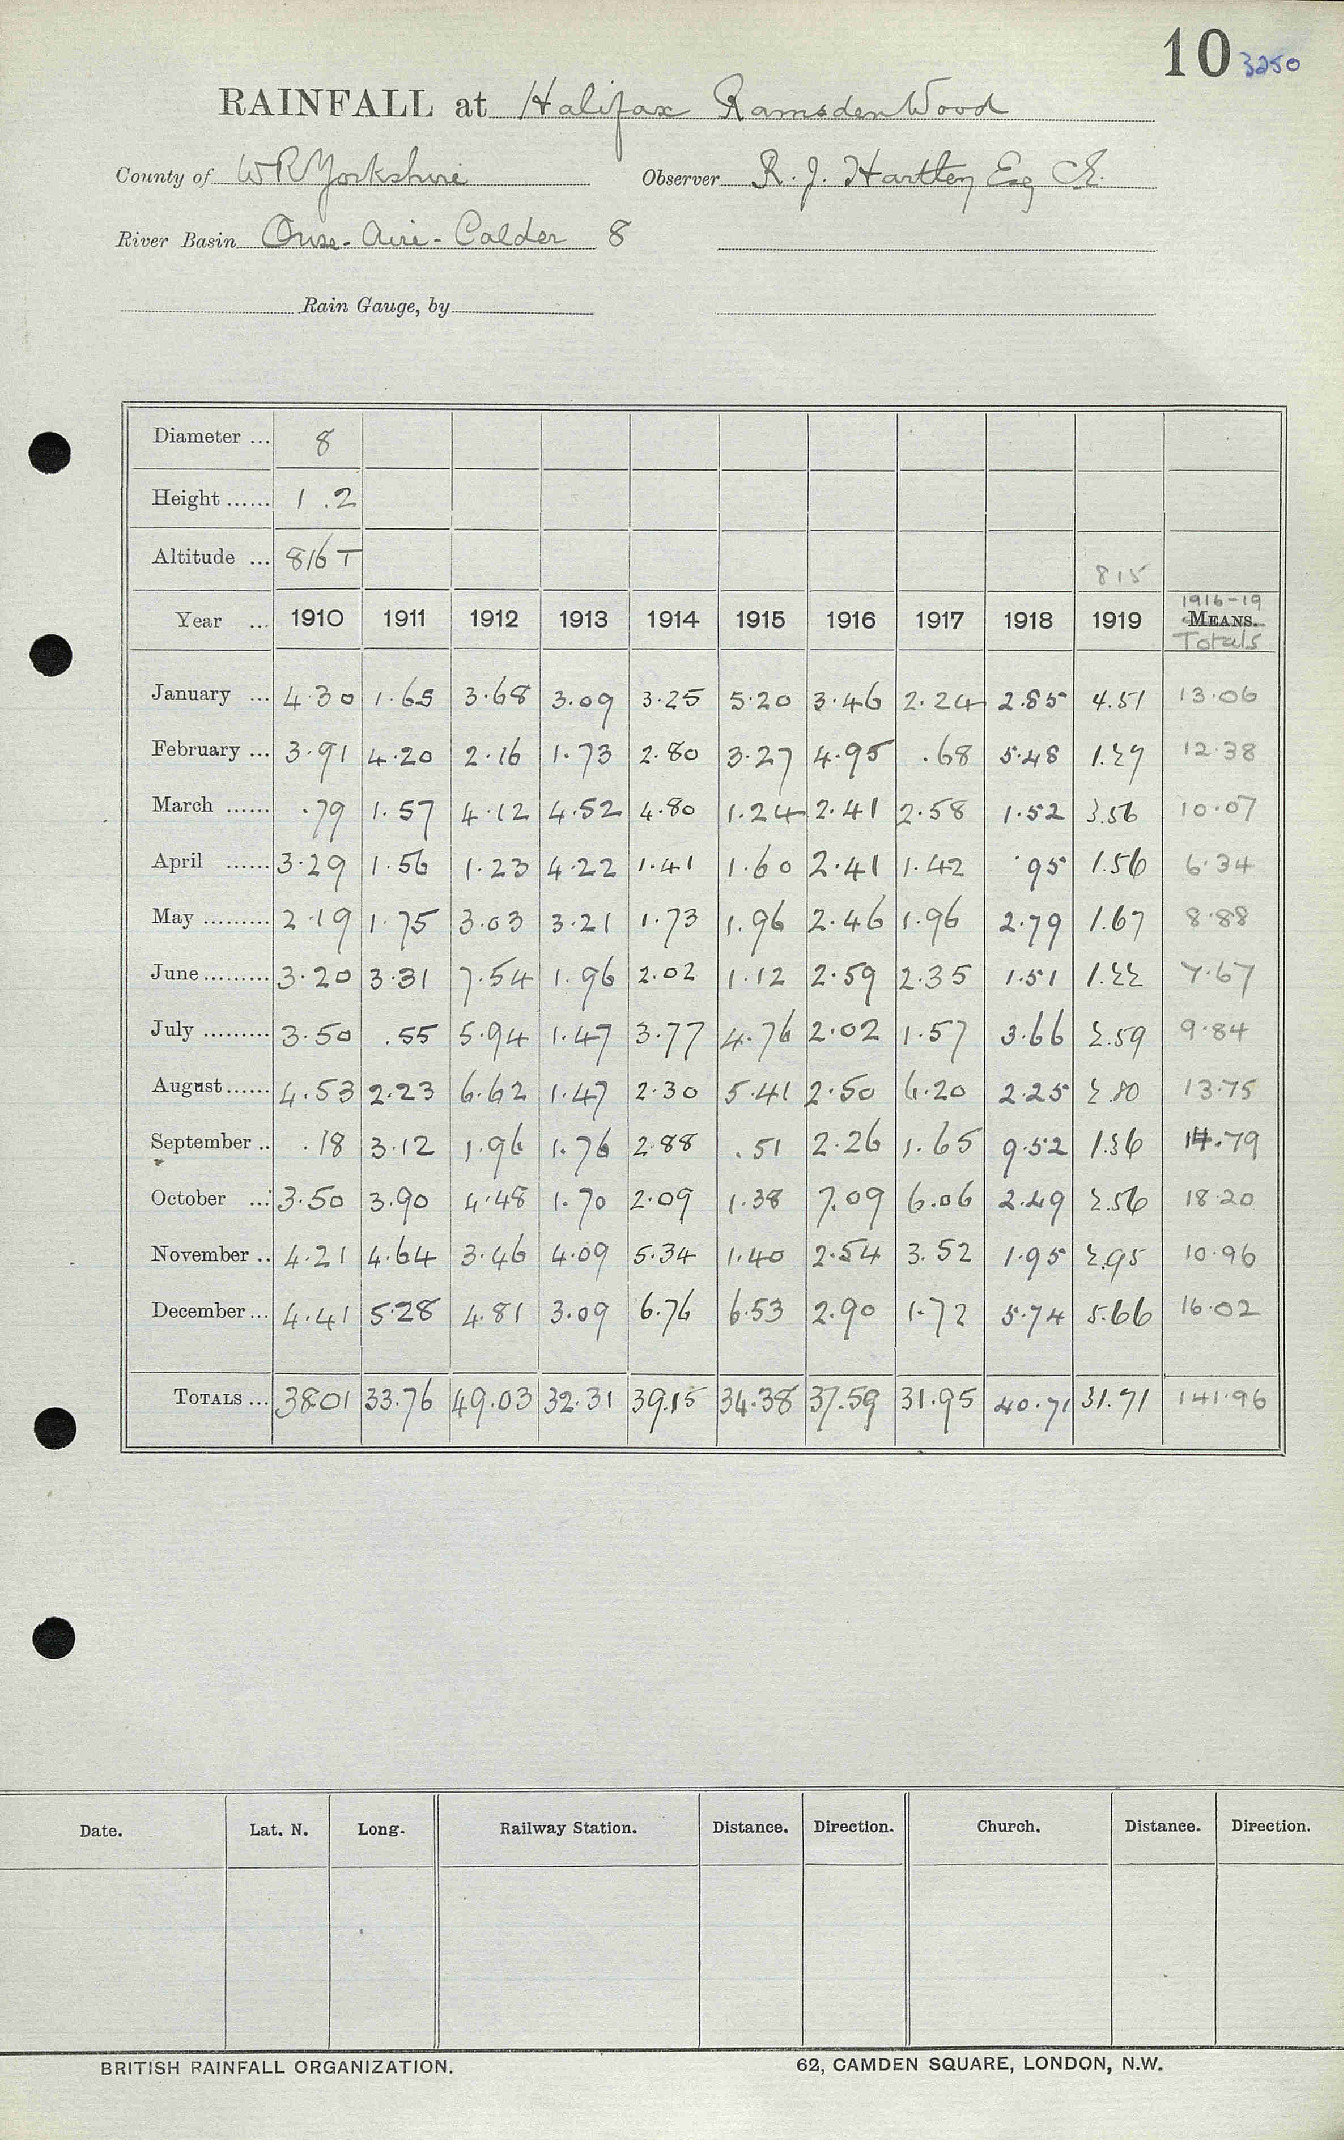 10 3250
RAINFALL at Halifax Ramsden Wood
County of W R Yorkshire Observer R. J. Hartley Esq CE.
River Basin Ouse - Aire - Calder 8
Rain Gauge, by
Diameter ... 8
Height ...... 1 .2
Altitude ... 816 T 815
1916-19
Year ... 1910 1911 1912 1913 1914 1915 1916 1917 1918 1919 MEANS.
Totals
January ... 4.30 1.65 3.68 3.09 3.25 5.20 3.46 2.24 2.85 4.51 13.06
February ... 3.91 4.20 2.16 1.73 2.80 3.27 4.95 .68 5.48 1.27 12.38
March ...... .79 1.57 4.12 4.52 4.80 1.24 2.41 2.58 1.52 3.56 10.07
April ...... 3.29 1.56 1.23 4.22 1.41 1.60 2.41 1.42 .95 1.56 6.34
May ......... 2.19 1.75 3.03 3.21 1.73 1.96 2.46 1.96 2.79 1.67 8.88
June ......... 3.20 3.31 7.54 1.96 2.02 1.12 2.59 2.35 1.51 1.22 7.67
July ......... 3.50 .55 5.94 1.47 3.77 4.76 2.02 1.57 3.66 2.59 9.84
August ...... 4.53 2.23 6.62 1.47 2.30 5.41 2.50 6.20 2.25 2.80 13.75
September .. .18 3.12 1.96 1.76 2.88 .51 2.26 1.65 9.52 1.36 14.79
October ... 3.50 3.90 4.48 1.70 2.09 1.38 7.09 6.06 2.49 2.56 18.20
November .. 4.21 4.64 3.46 4.09 5.34 1.40 2.54 3.52 1.95 2.95 10.96
December ... 4.41 5.28 4.81 3.09 6.76 6.53 2.90 1.72 5.74 5.66 16.02
TOTALS ... 38.01 33.76 49.03 32.31 39.15 34.38 37.59 31.95 40.71 31.71 141.96
Date. Lat. N. Long. Railway Station. Distance. Direction. Church. Distance. Direction.
BRITISH RAINFALL ORGANIZATION. 62, CAMDEN SQUARE, LONDON, N.W.